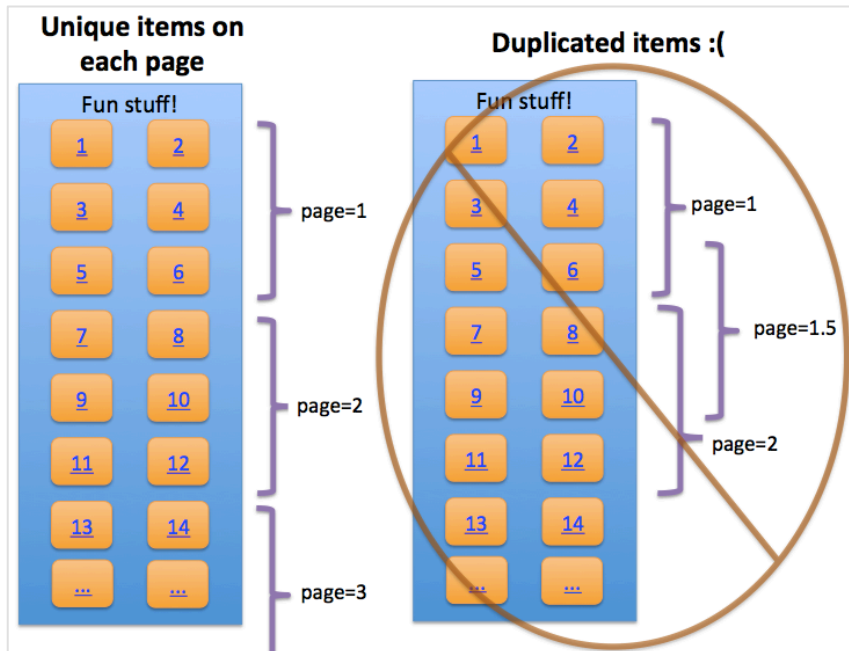 Unique items on
each page
Fun stuff!
1 2
3 4
page=1
5 6
7 8
9 10
page=2
11 12
13 14
... ...
page=3
Duplicated items :(
Fun stuff!
1 2
3 4
page=1
5 6
7 8
page=1.5
9 10
page=2
11 12
13 14
... ...